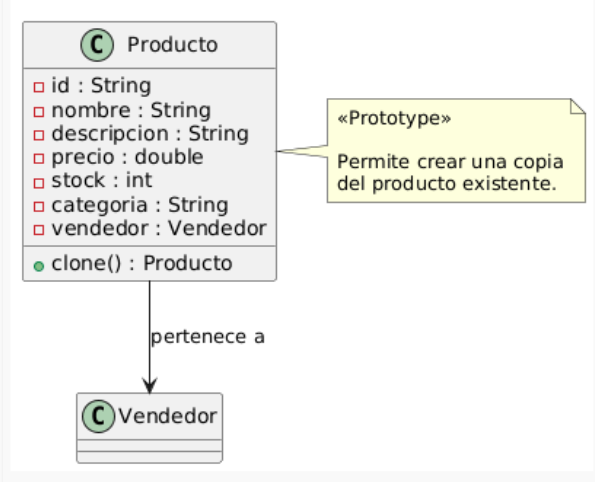 C Producto
id : String
nombre : String
descripcion : String
precio : double
stock : int
categoria : String
vendedor : Vendedor
clone() : Producto
«Prototype»
Permite crear una copia
del producto existente.
pertenece a
C Vendedor